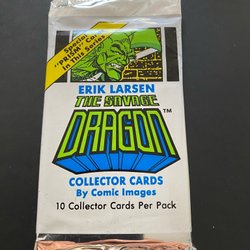 Special
"PRISM" Card
In This Series
ERIK LARSEN
THE SAVAGE
DRAGON™
COLLECTOR CARDS
By Comic Images
10 Collector Cards Per Pack